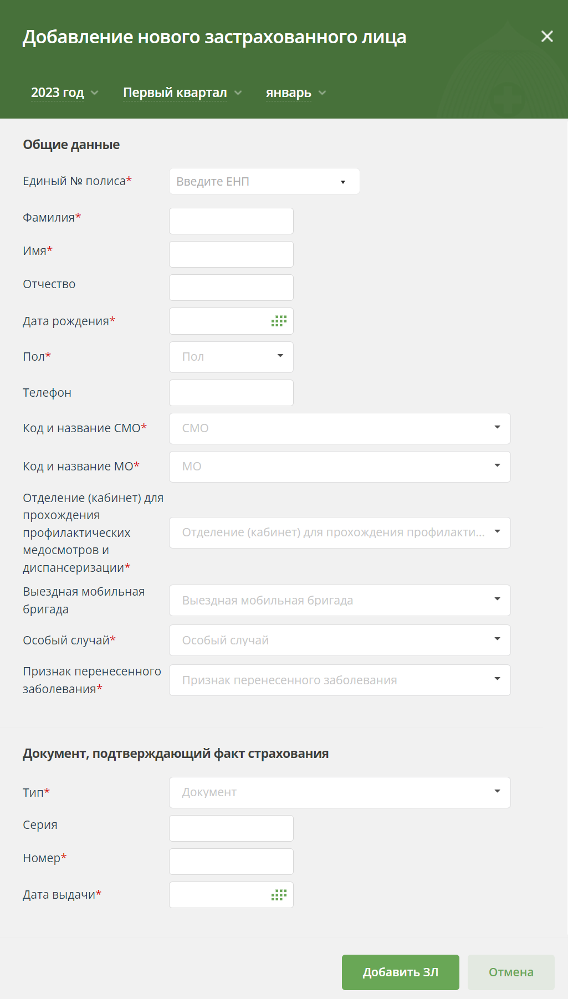 Добавление нового застрахованного лица
2023 год Первый квартал январь
Общие данные
Единый № полиса* Введите ЕНП
Фамилия*
Имя*
Отчество
Дата рождения*
Пол* Пол
Телефон
Код и название СМО* СМО
Код и название МО* МО
Отделение (кабинет) для
прохождения
профилактических
медосмотров и
диспансеризации*
Отделение (кабинет) для прохождения профилакти...
Выездная мобильная
бригада
Выездная мобильная бригада
Особый случай* Особый случай
Признак перенесенного
заболевания*
Признак перенесенного заболевания
Документ, подтверждающий факт страхования
Тип* Документ
Серия
Номер*
Дата выдачи*
Добавить ЗЛ Отмена